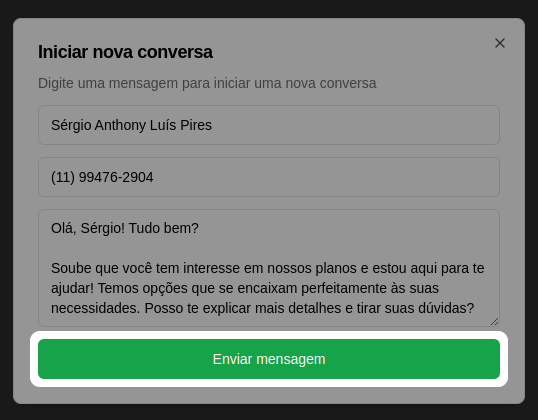 Iniciar nova conversa
Digite uma mensagem para iniciar uma nova conversa
Sérgio Anthony Luís Pires
(11) 99476-2904
Olá, Sérgio! Tudo bem?
Soube que você tem interesse em nossos planos e estou aqui para te
ajudar! Temos opções que se encaixam perfeitamente às suas
necessidades. Posso te explicar mais detalhes e tirar suas dúvidas?
Enviar mensagem